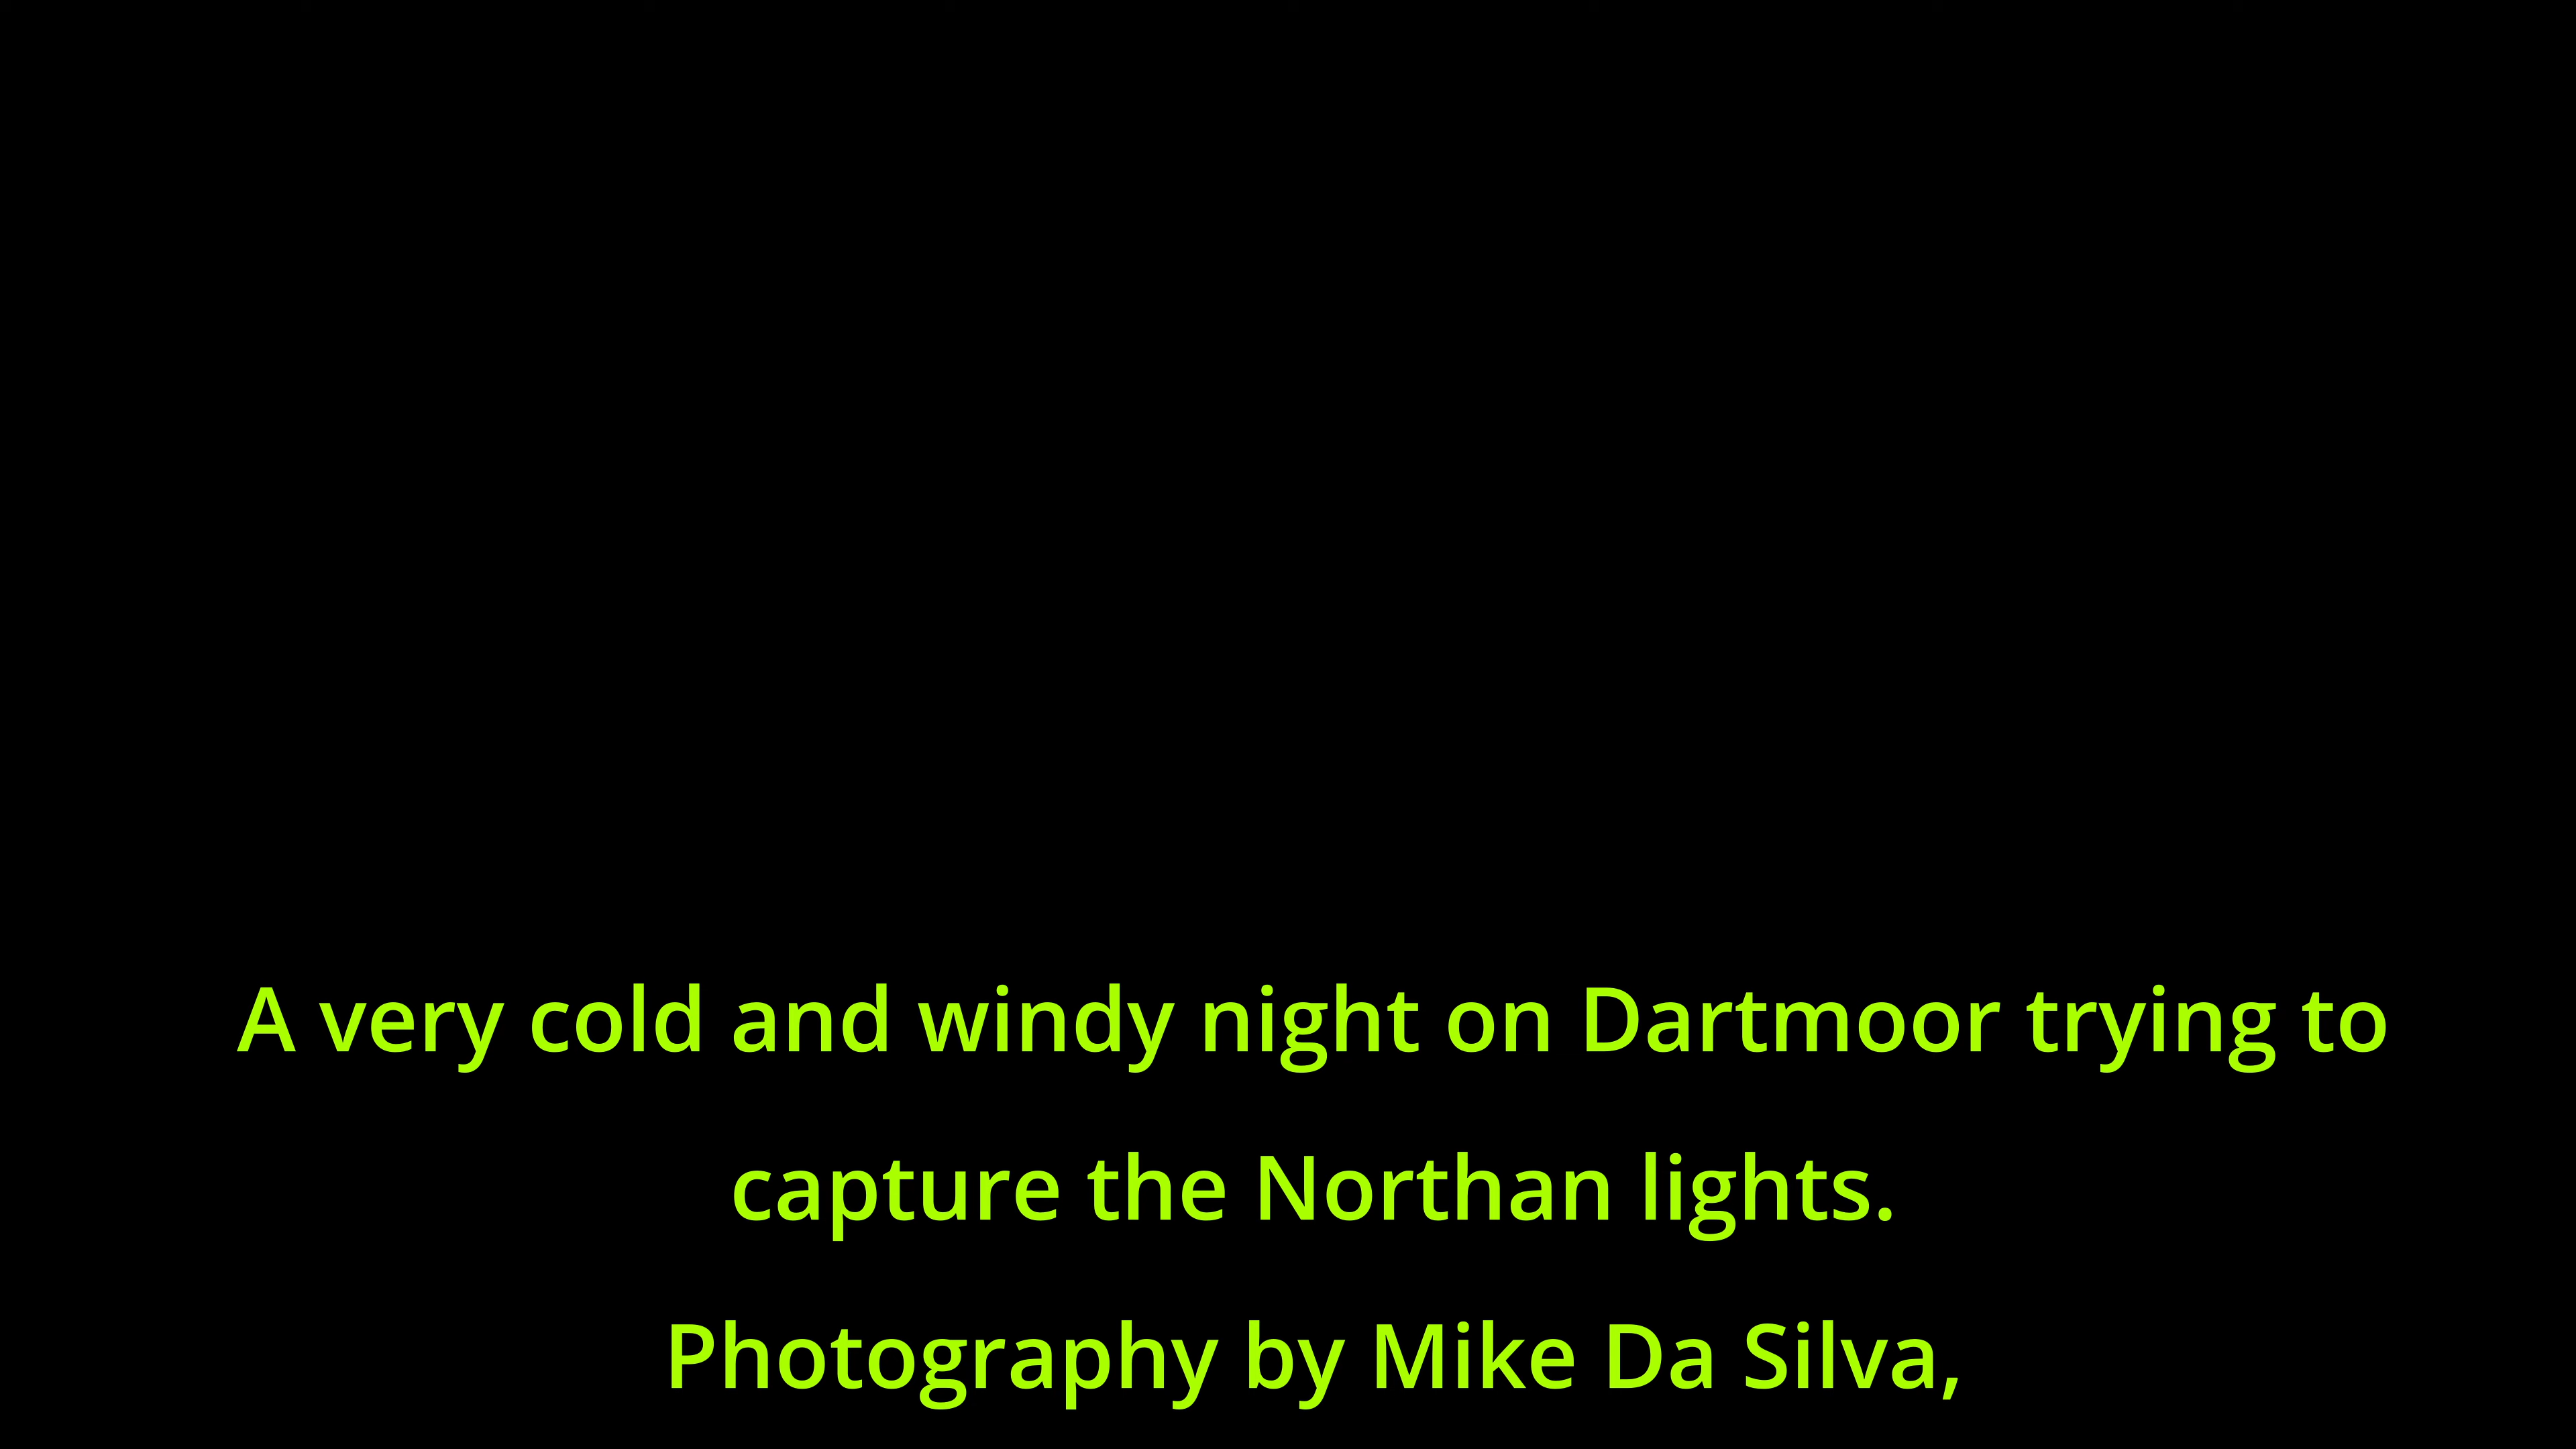 A very cold and windy night on Dartmoor trying to
capture the Northan lights.
Photography by Mike Da Silva,